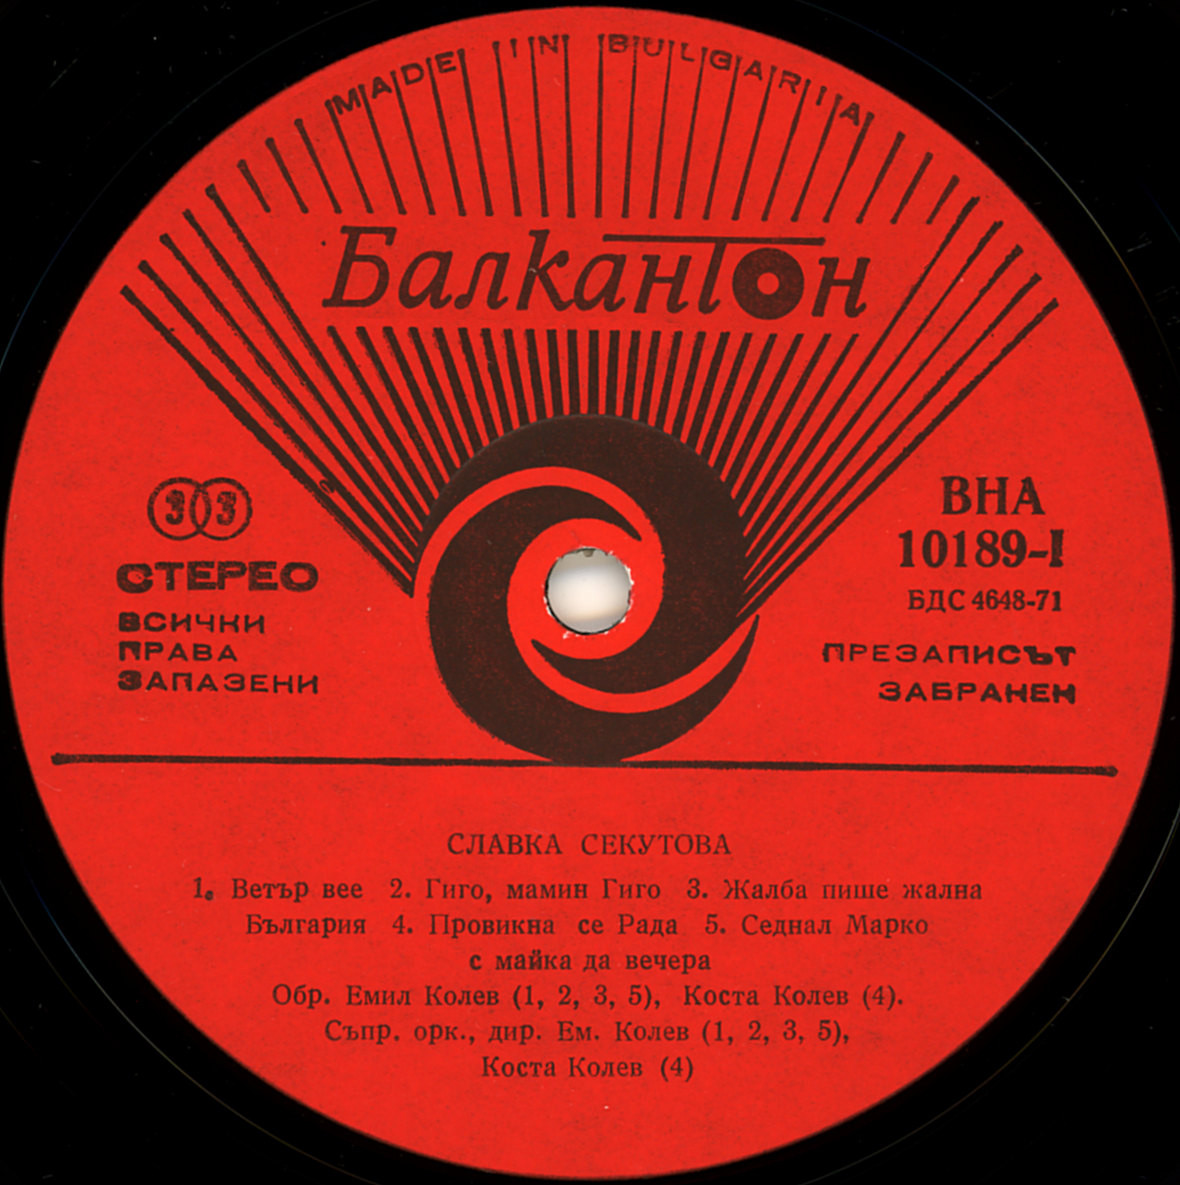 MADE IN BULGARIA
Балкантон
33
СТЕРЕО
ВСИЧКИ
ПРАВА
ЗАПАЗЕНИ
ВНА
10189-I
БДС 4648-71
ПРЕЗАПИСЪТ
ЗАБРАНЕН
СЛАВКА СЕКУТОВА
1. Ветър вее 2. Гиго, мамин Гиго 3. Жалба пише жална
България 4. Провикна се Рада 5. Седнал Марко
с майка да вечера
Обр. Емил Колев (1, 2, 3, 5), Коста Колев (4).
Съпр. орк., дир. Ем. Колев (1, 2, 3, 5),
Коста Колев (4)